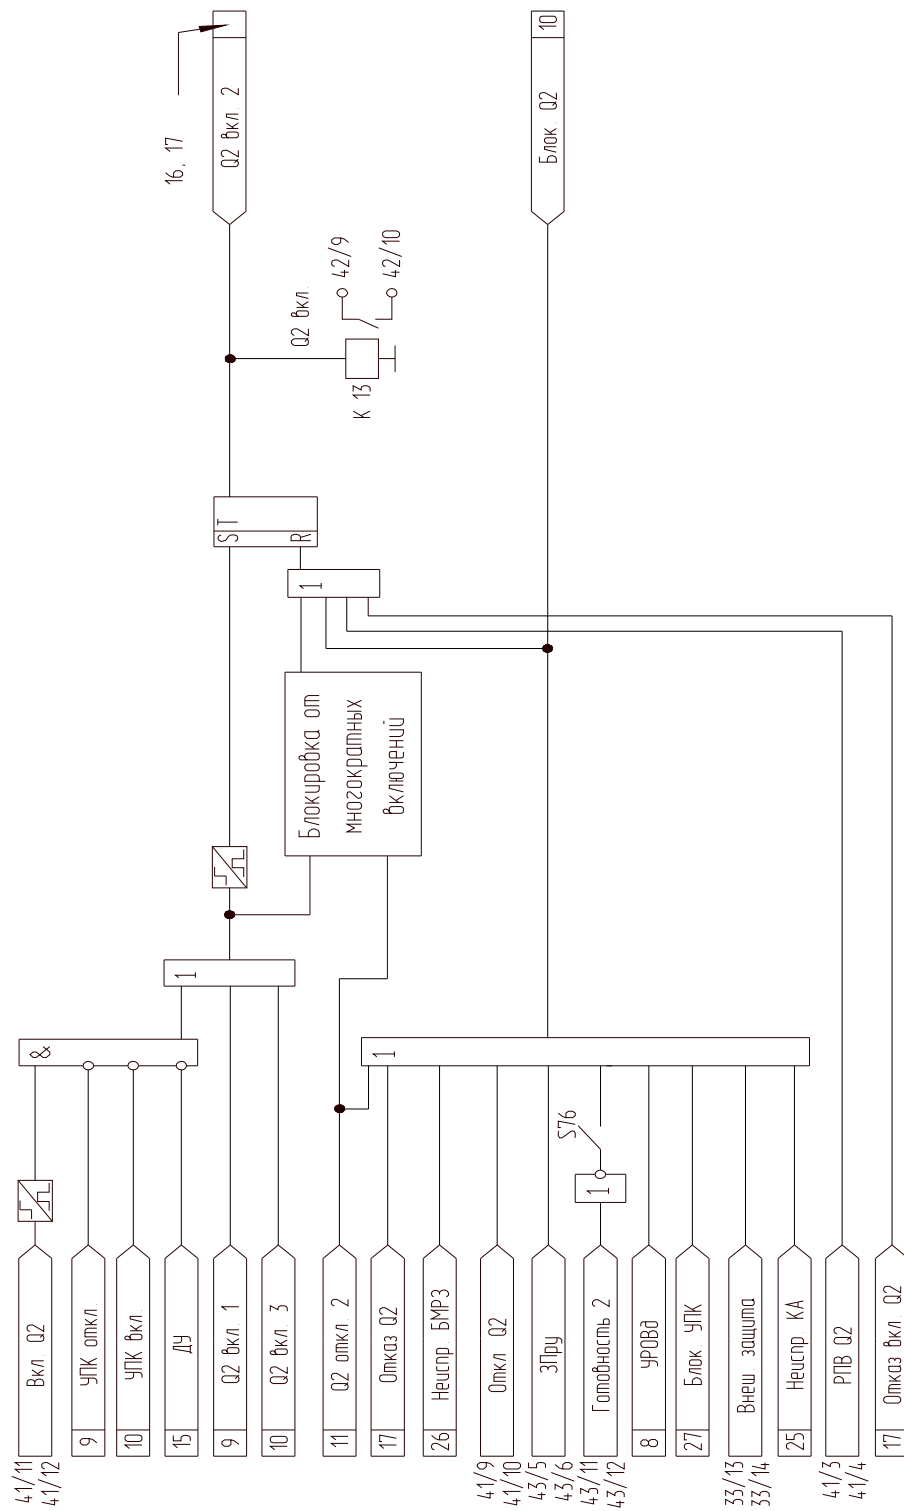 41/11
41/12
Вкл. Q2
9
УПК откл.
10
УПК вкл.
15
ДУ
9
Q2 вкл. 1
10
Q2 вкл. 3
11
Q2 откл. 2
17
Отказ Q2
26
Неиспр. БМРЗ
41/9
41/10
Откл Q2
43/5
43/6
ЗПру
43/11
43/12
Готовность 2
8
УРОВд
27
Блок. УПК
33/13
33/14
Внеш. защита
25
Неиспр. КА
41/3
41/4
РПВ Q2
17
Отказ вкл. Q2
1
S76
&
1
1
Блокировка от
многократных
включений
1
S T
R
К 13
Q2 вкл.
42/9
42/10
16, 17
Q2 вкл. 2
Блок. Q2
10